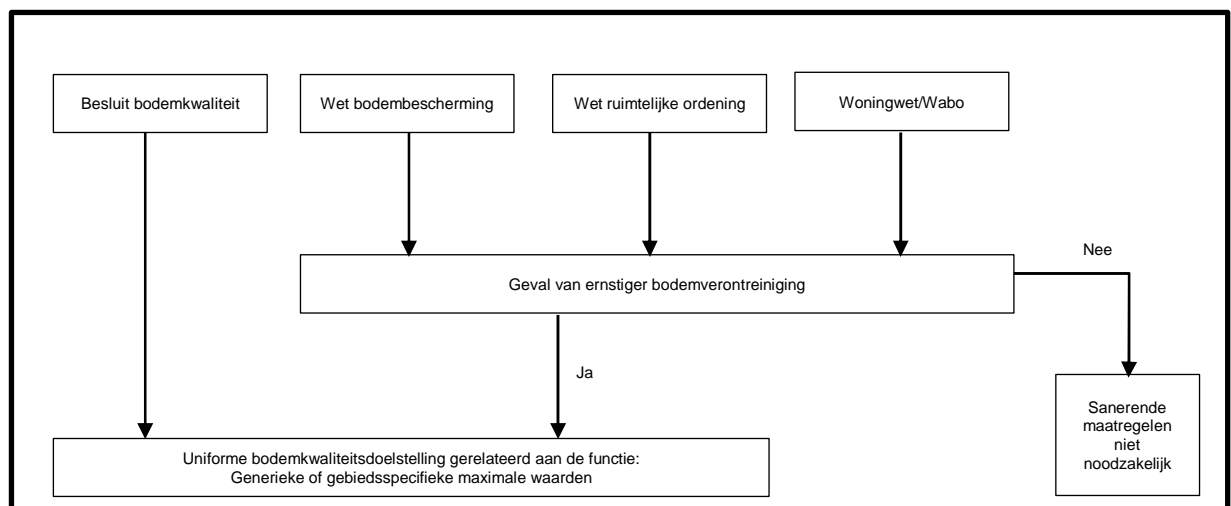 Besluit bodemkwaliteit
Wet bodembescherming
Wet ruimtelijke ordening
Woningwet/Wabo
Nee
Geval van ernstiger bodemverontreiniging
Ja
Sanerende
maatregelen
niet
noodzakelijk
Uniforme bodemkwaliteitsdoelstelling gerelateerd aan de functie:
Generieke of gebiedsspecifieke maximale waarden